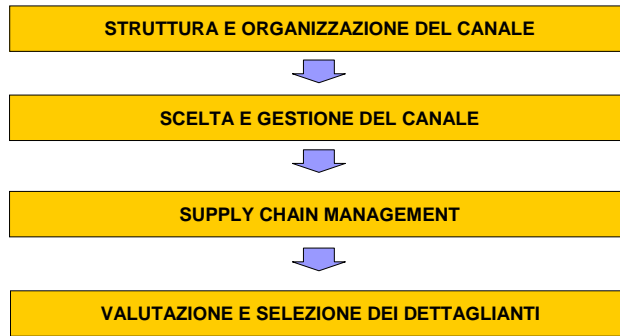 STRUTTURA E ORGANIZZAZIONE DEL CANALE
SCELTA E GESTIONE DEL CANALE
SUPPLY CHAIN MANAGEMENT
VALUTAZIONE E SELEZIONE DEI DETTAGLIANTI